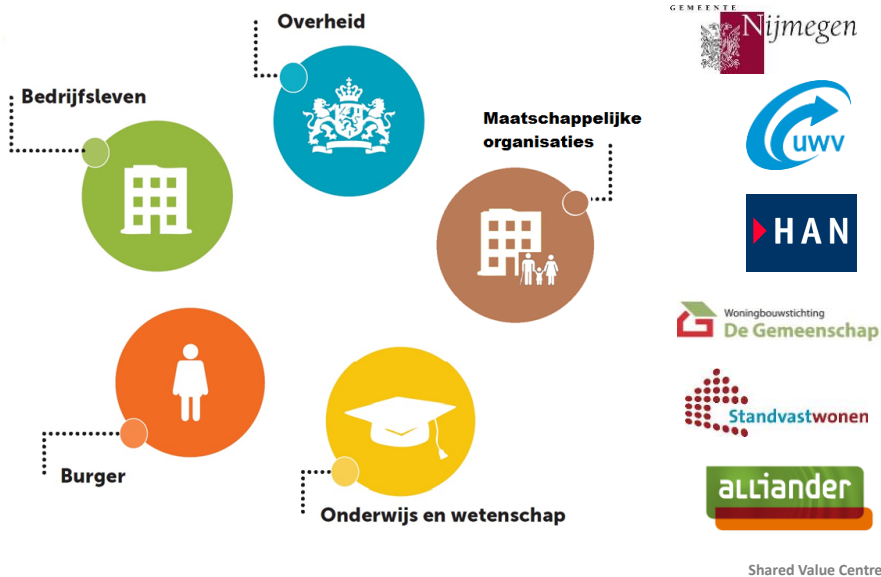 Overheid
Bedrijfsleven
Maatschappelijke
organisaties
Burger
Onderwijs en wetenschap
GEMEENTE
Nijmegen
UWV
HAN
Woningbouwstichting
De Gemeenschap
Standvastwonen
alliander
Shared Value Centre